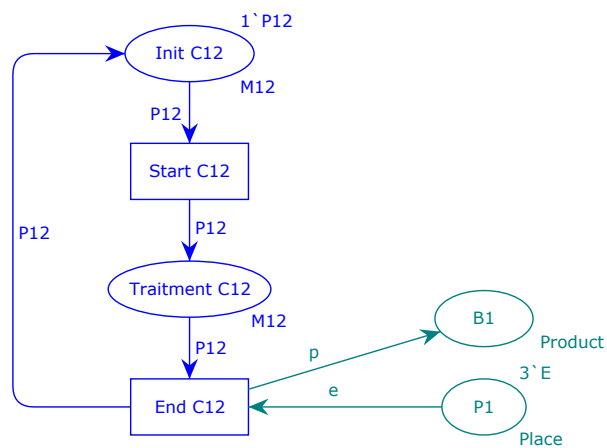 1`P12
Init C12
M12
P12
Start C12
P12
P12
Traitment C12
M12
P12
B1
Product
p
3`E
e
End C12
P1
Place